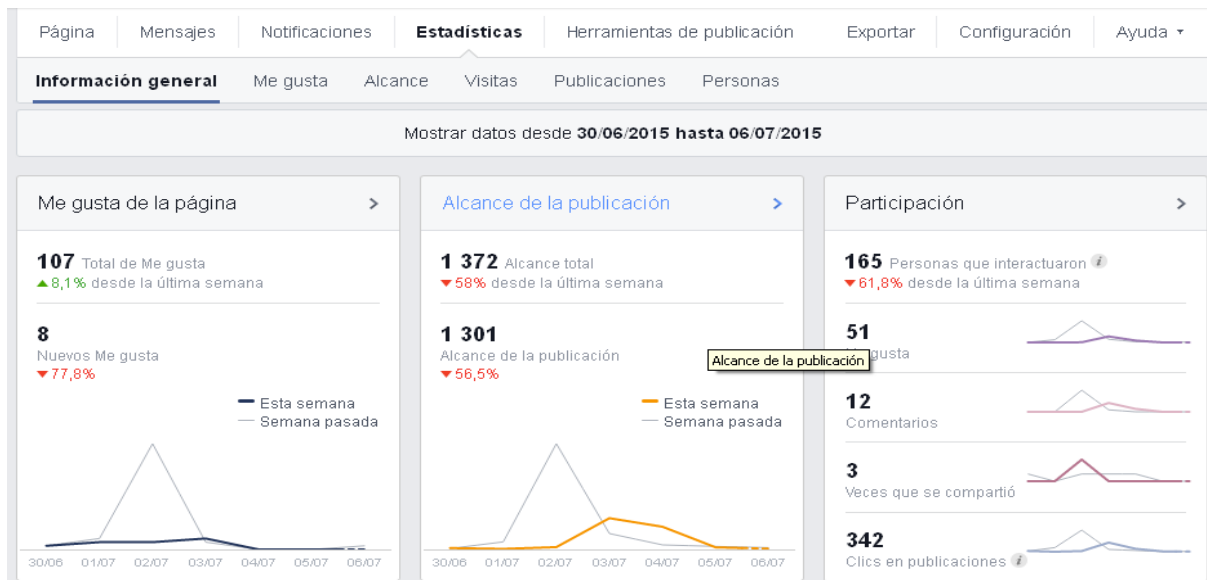 Página Mensajes Notificaciones Estadísticas Herramientas de publicación Exportar Configuración Ayuda
Información general Me gusta Alcance Visitas Publicaciones Personas
Mostrar datos desde 30/06/2015 hasta 06/07/2015
Me gusta de la página
107 Total de Me gusta
8,1% desde la última semana
8
Nuevos Me gusta
77,8%
Esta semana
Semana pasada
30/06 01/07 02/07 03/07 04/07 05/07 06/07
Alcance de la publicación
1 372 Alcance total
58% desde la última semana
1 301
Alcance de la publicación
56,5%
Alcance de la publicación
Esta semana
Semana pasada
30/06 01/07 02/07 03/07 04/07 05/07 06/07
Participación
165 Personas que interactuaron i
61,8% desde la última semana
51
gusta
12
Comentarios
3
Veces que se compartió
342
Clics en publicaciones i